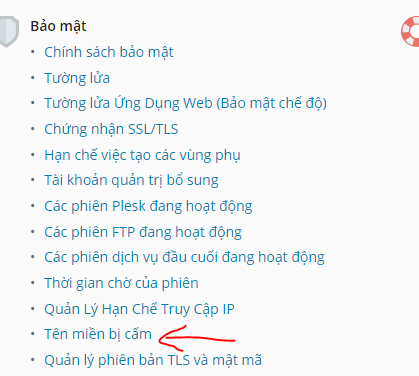 Bảo mật
Chính sách bảo mật
Tường lửa
Tường lửa Ứng Dụng Web (Bảo mật chế độ)
Chứng nhận SSL/TLS
Hạn chế việc tạo các vùng phụ
Tài khoản quản trị bổ sung
Các phiên Plesk đang hoạt động
Các phiên FTP đang hoạt động
Các phiên dịch vụ đầu cuối đang hoạt động
Thời gian chờ của phiên
Quản Lý Hạn Chế Truy Cập IP
Tên miền bị cấm
Quản lý phiên bản TLS và mật mã